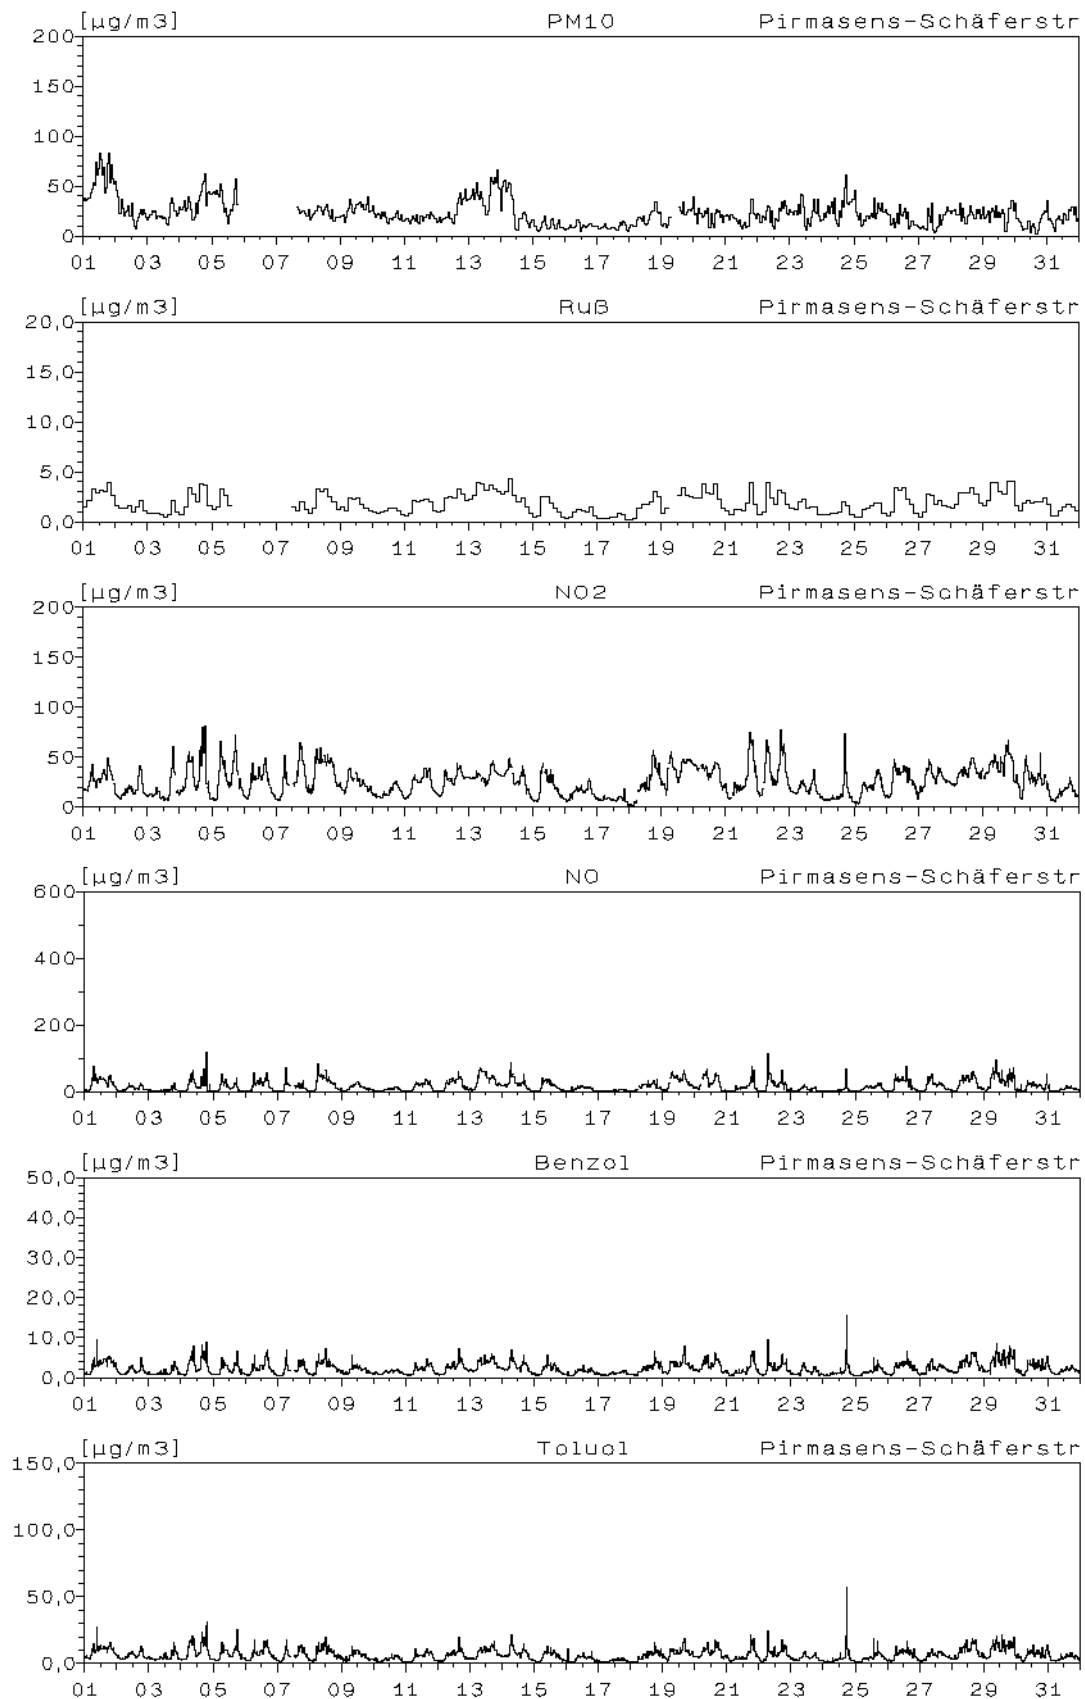 [µg/m3] PM10 Pirmasens-Schäferstr
200
150
100
50
0
01 03 05 07 09 11 13 15 17 19 21 23 25 27 29 31
[µg/m3] Ruß Pirmasens-Schäferstr
20,0
15,0
10,0
5,0
0,0
01 03 05 07 09 11 13 15 17 19 21 23 25 27 29 31
[µg/m3] NO2 Pirmasens-Schäferstr
200
150
100
50
0
01 03 05 07 09 11 13 15 17 19 21 23 25 27 29 31
[µg/m3] NO Pirmasens-Schäferstr
600
400
200
0
01 03 05 07 09 11 13 15 17 19 21 23 25 27 29 31
[µg/m3] Benzol Pirmasens-Schäferstr
50,0
40,0
30,0
20,0
10,0
0,0
01 03 05 07 09 11 13 15 17 19 21 23 25 27 29 31
[µg/m3] Toluol Pirmasens-Schäferstr
150,0
100,0
50,0
0,0
01 03 05 07 09 11 13 15 17 19 21 23 25 27 29 31